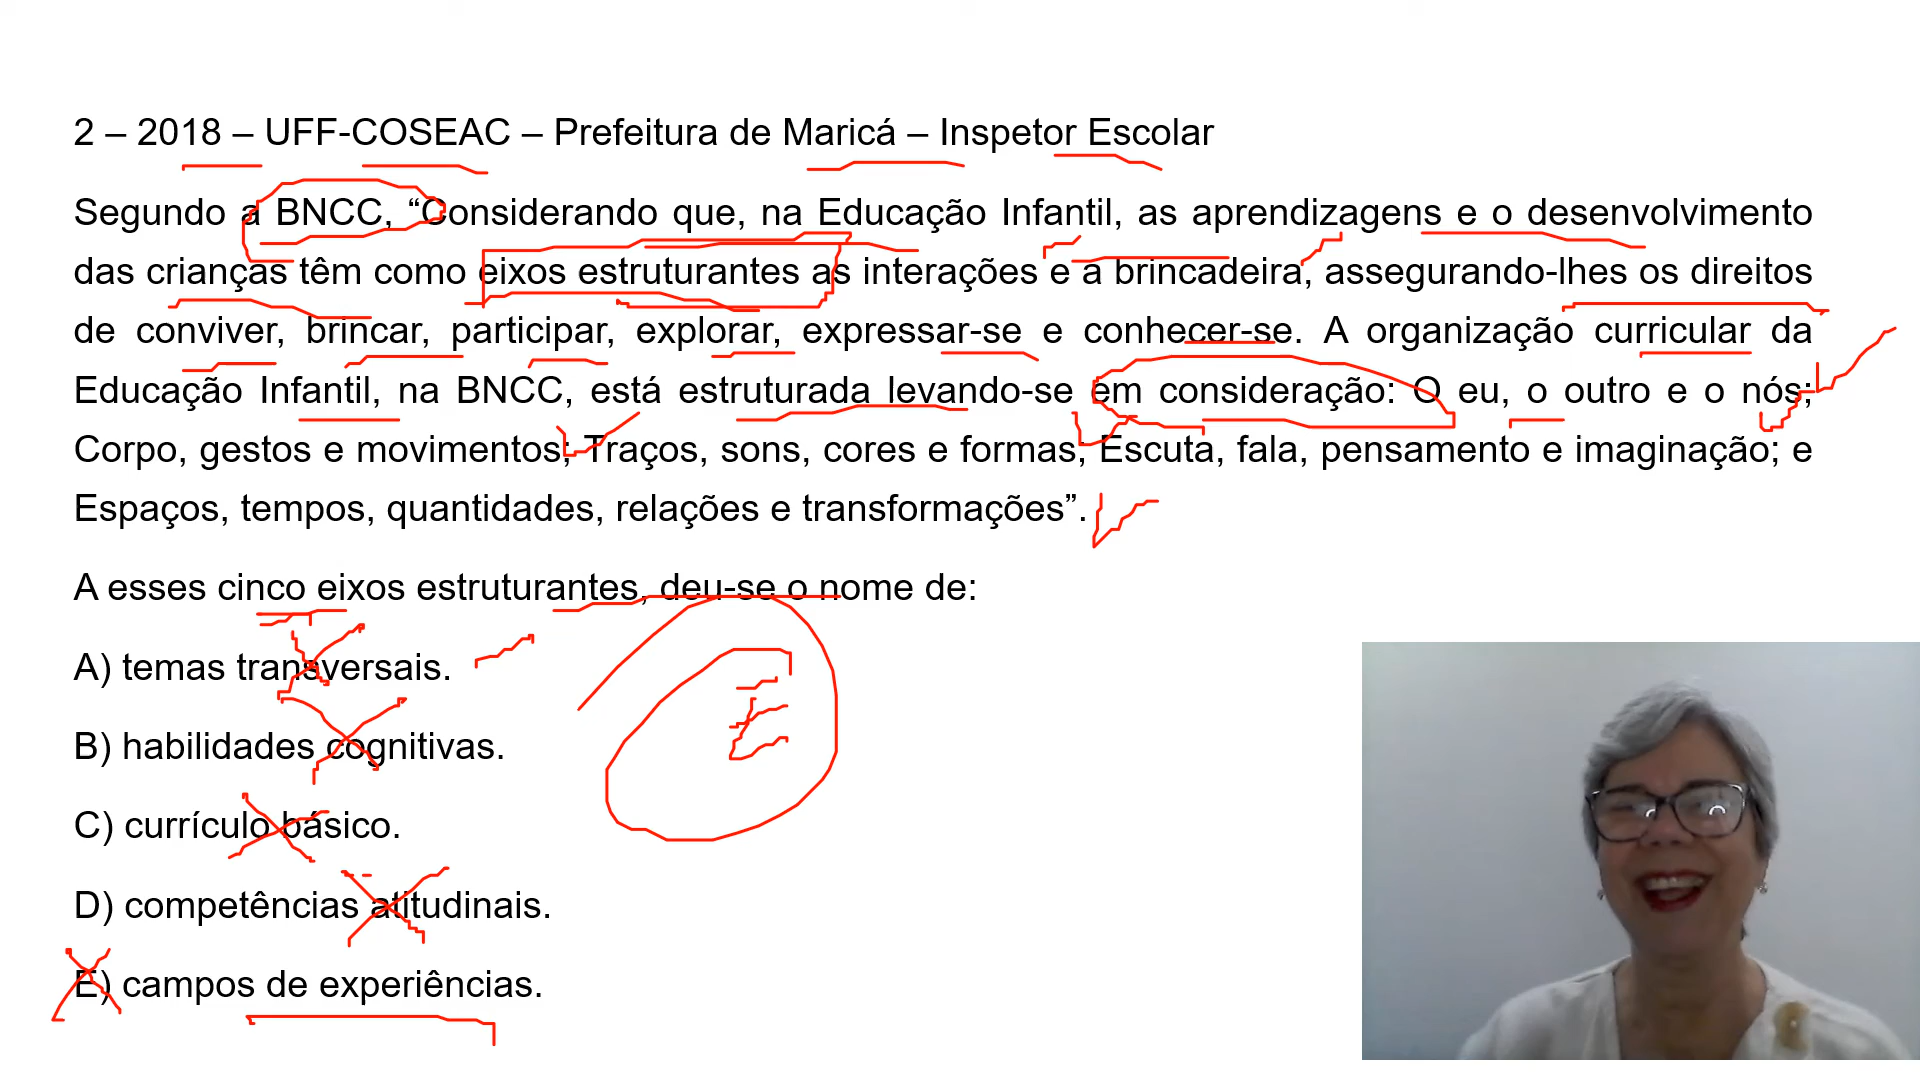 2 – 2018 – UFF-COSEAC – Prefeitura de Maricá – Inspetor Escolar
Segundo a BNCC, “Considerando que, na Educação Infantil, as aprendizagens e o desenvolvimento
das crianças têm como eixos estruturantes as interações e a brincadeira, assegurando-lhes os direitos
de conviver, brincar, participar, explorar, expressar-se e conhecer-se. A organização curricular da
Educação Infantil, na BNCC, está estruturada levando-se em consideração: O eu, o outro e o nós;
Corpo, gestos e movimentos; Traços, sons, cores e formas; Escuta, fala, pensamento e imaginação; e
Espaços, tempos, quantidades, relações e transformações”.
A esses cinco eixos estruturantes, deu-se o nome de:
A) temas transversais.
B) habilidades cognitivas.
C) currículo básico.
D) competências atitudinais.
E) campos de experiências.
E